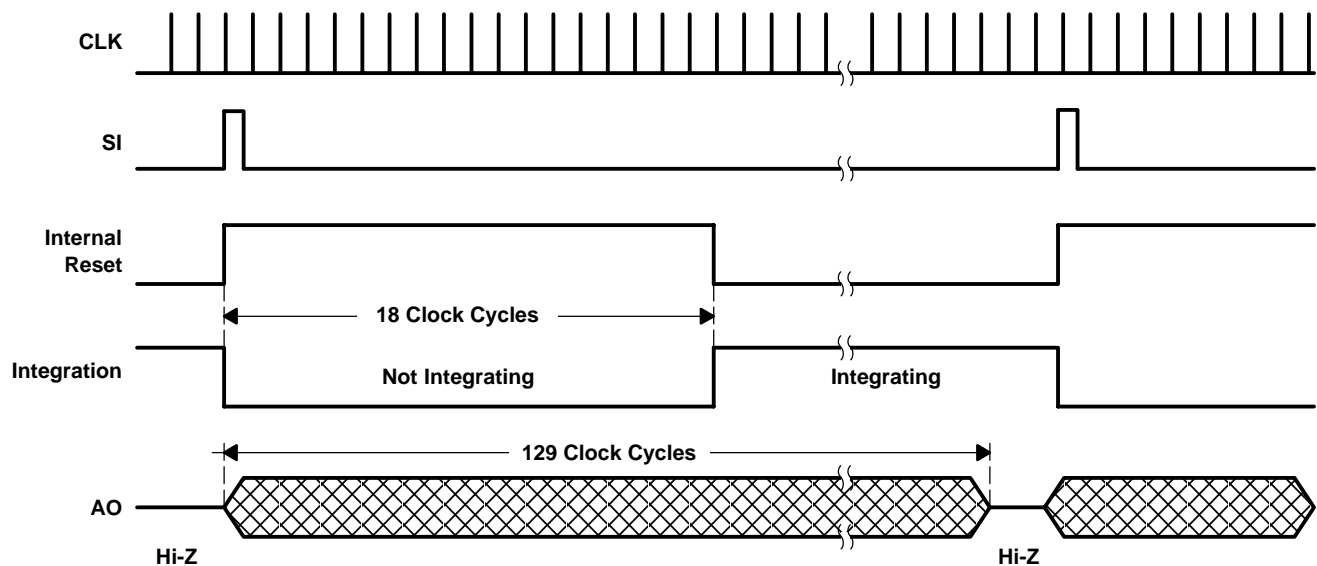 CLK
SI
Internal
Reset
18 Clock Cycles
Integration
Not Integrating
Integrating
129 Clock Cycles
AO
Hi-Z
Hi-Z